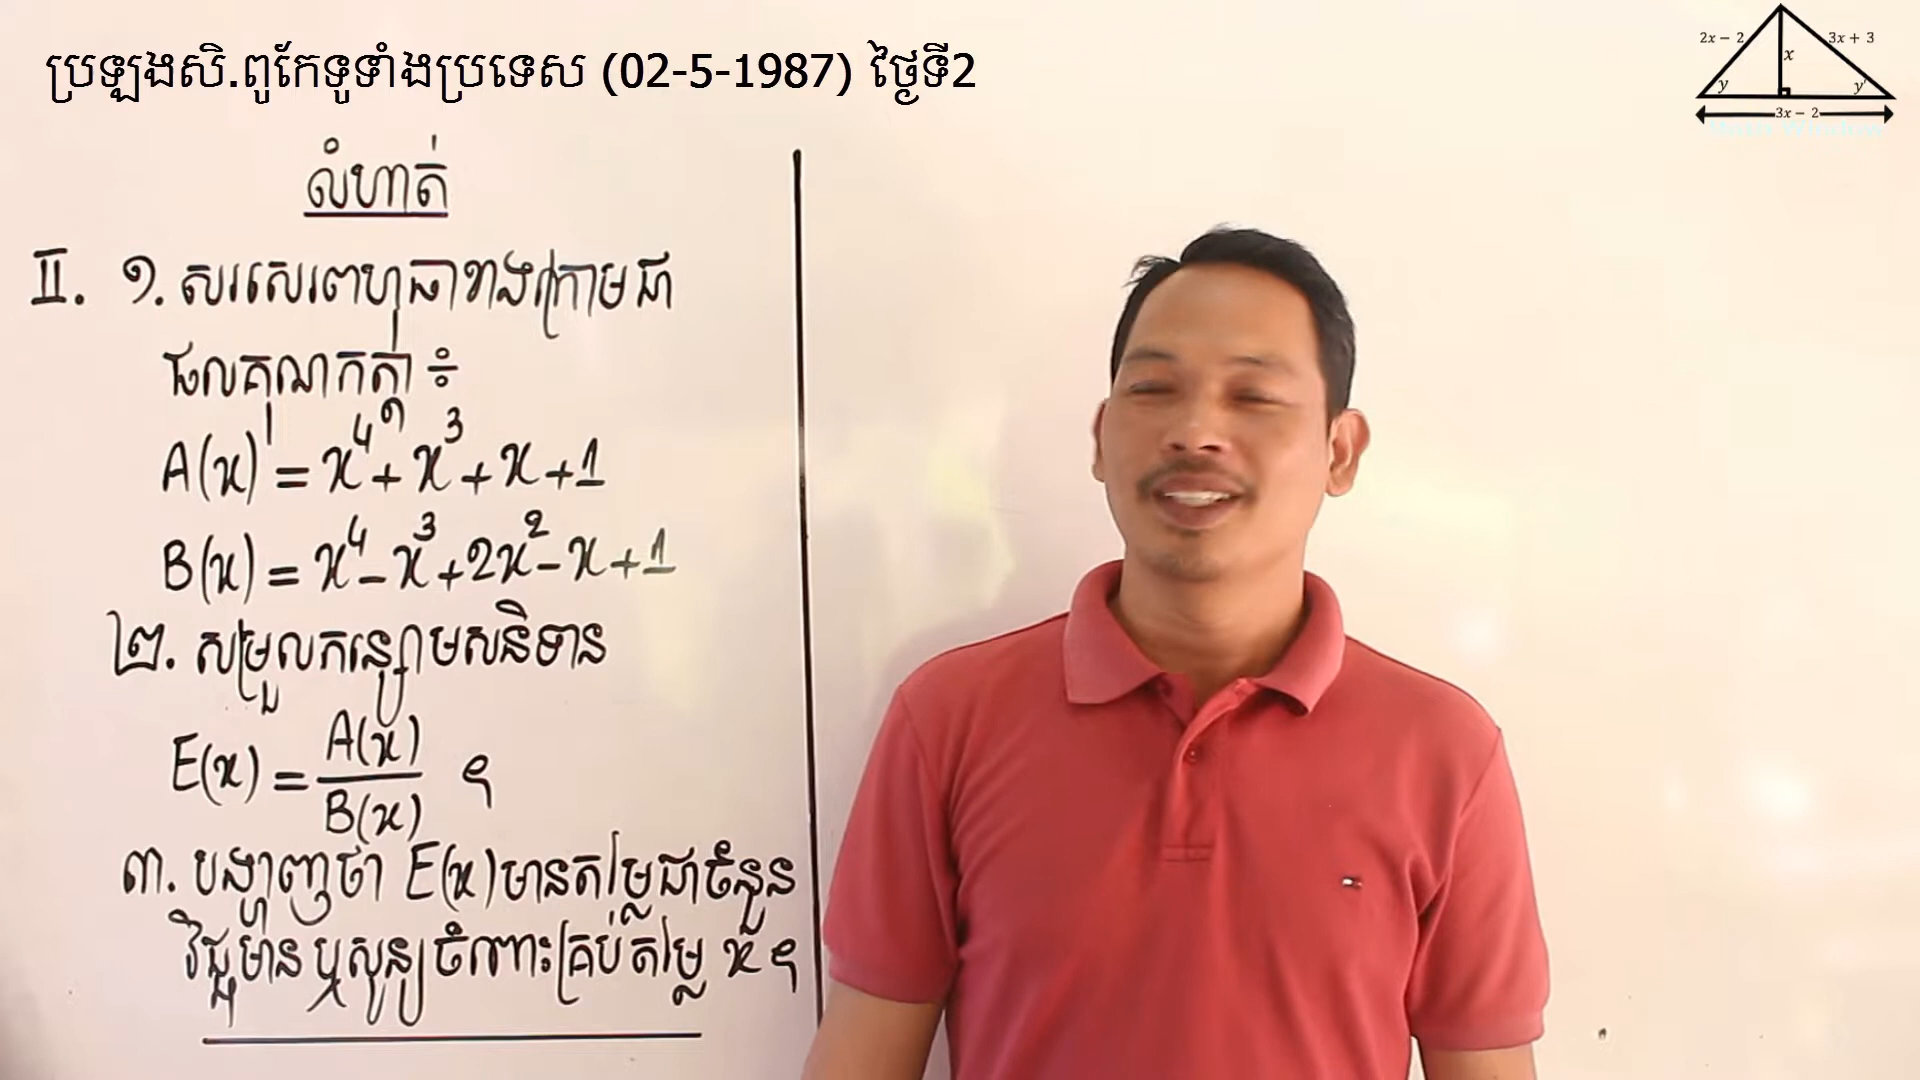 ប្រឡងសិ.ពូកែទូទាំងប្រទេស (02-5-1987) ថ្ងៃទី2
លំហាត់
II. ១. សរសេរពហុធាខាងក្រោមជា
ផលគុណកត្តា ÷
A(x) = x⁴ + x³ + x + 1
B(x) = x⁴ - x³ + 2x² - x + 1
២. សម្រួលកន្សោមសនិទាន
E(x) = A(x)/B(x) ។
៣. បង្ហាញថា E(x) មានតម្លៃជាចំនួន
វិជ្ជមាន ឬសូន្យ ចំពោះគ្រប់តម្លៃ x ។
2x − 2
3x + 3
x
y
y'
3x − 2
Math Window